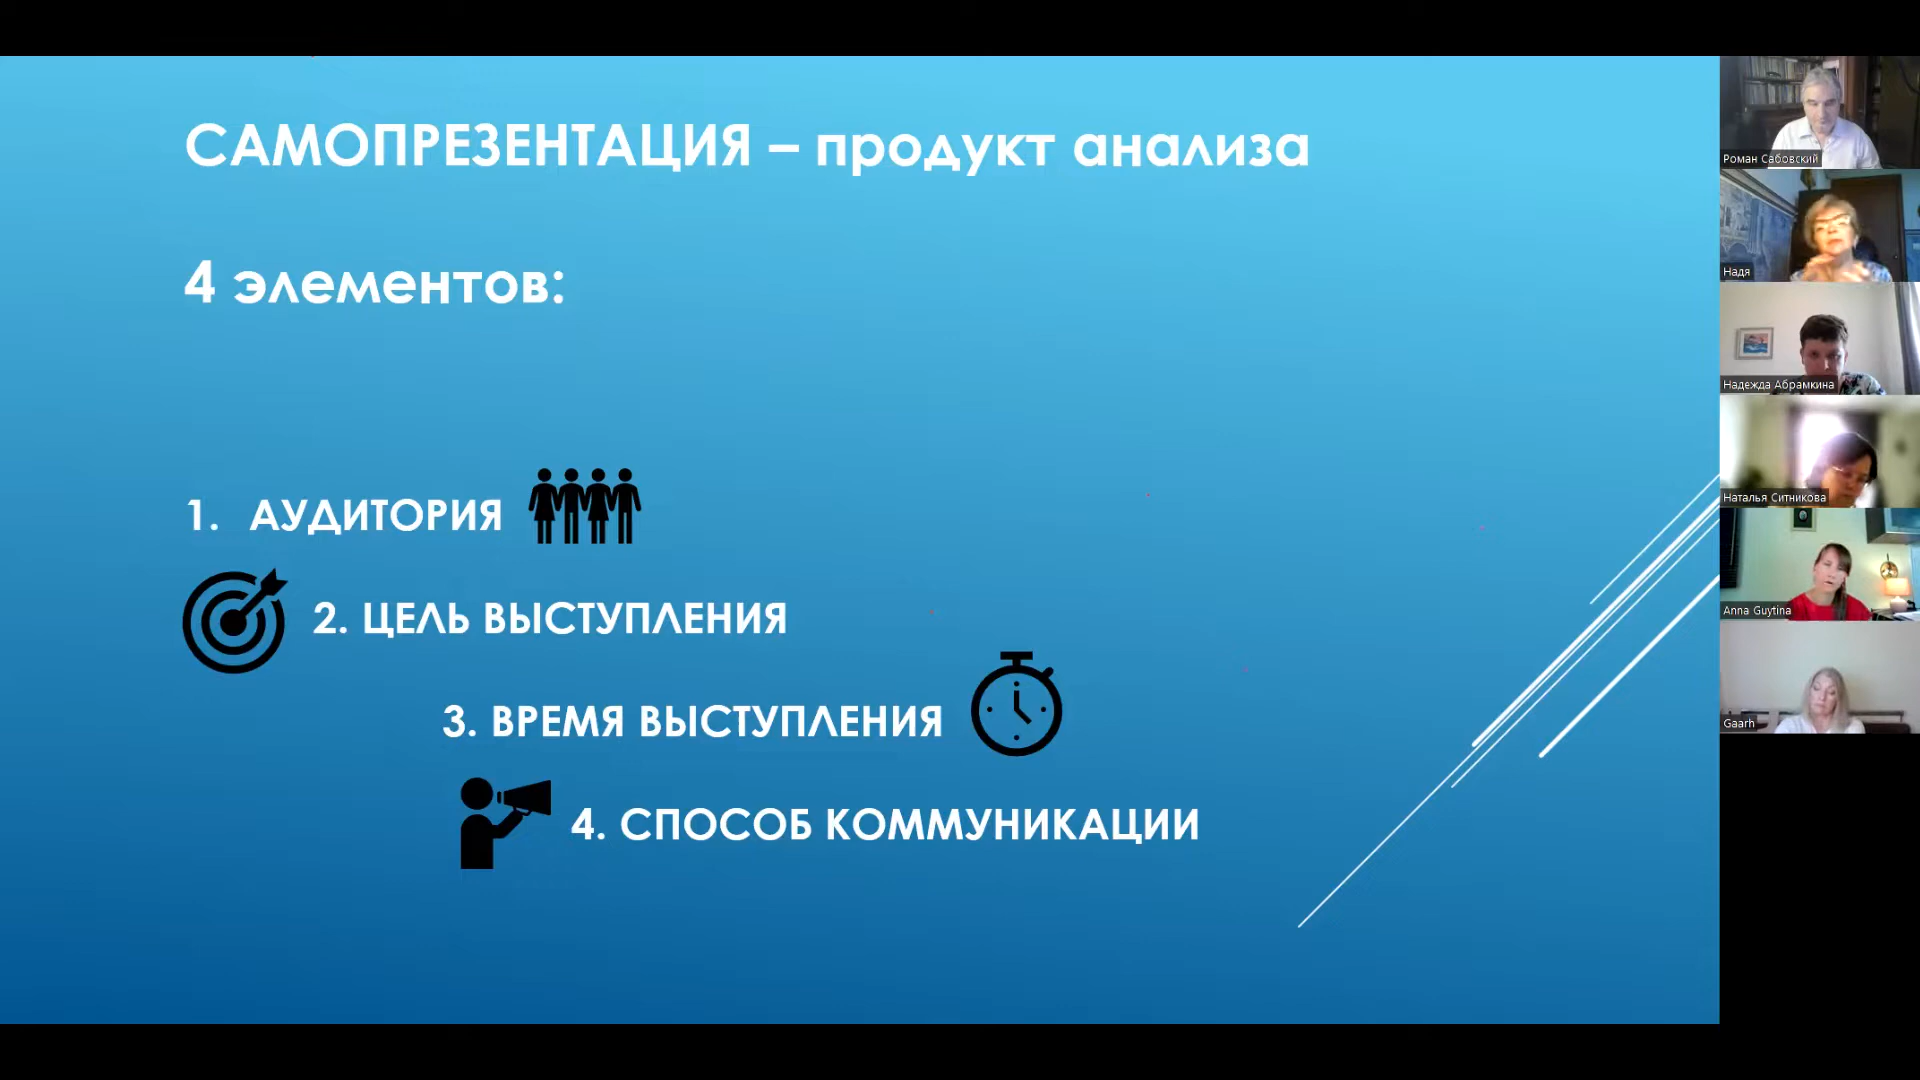 САМОПРЕЗЕНТАЦИЯ – продукт анализа
4 элементов:
1. АУДИТОРИЯ
2. ЦЕЛЬ ВЫСТУПЛЕНИЯ
3. ВРЕМЯ ВЫСТУПЛЕНИЯ
4. СПОСОБ КОММУНИКАЦИИ
Роман Сабовский
Надя
Надежда Абрамкина
Наталья Ситникова
Anna Guytina
Gaarh